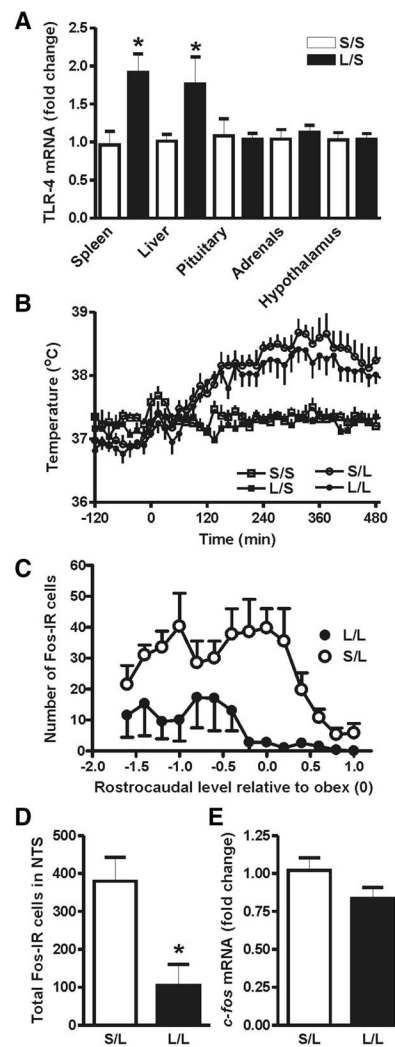 A
TLR-4 mRNA (fold change)
2.5
2.0
1.5
1.0
0.5
0.0
*
*
S/S
L/S
Spleen
Liver
Pituitary
Adrenals
Hypothalamus
B
Temperature (°C)
39
38
37
36
S/S
S/L
L/S
L/L
-120
0
120
240
360
480
Time (min)
C
Number of Fos-IR cells
60
50
40
30
20
10
0
L/L
S/L
-2.0
-1.5
-1.0
-0.5
0.0
0.5
1.0
Rostrocaudal level relative to obex (0)
D
Total Fos-IR cells in NTS
400
300
200
100
0
500
*
S/L
L/L
E
c-fos mRNA (fold change)
1.25
1.00
0.75
0.50
0.25
0.00
S/L
L/L